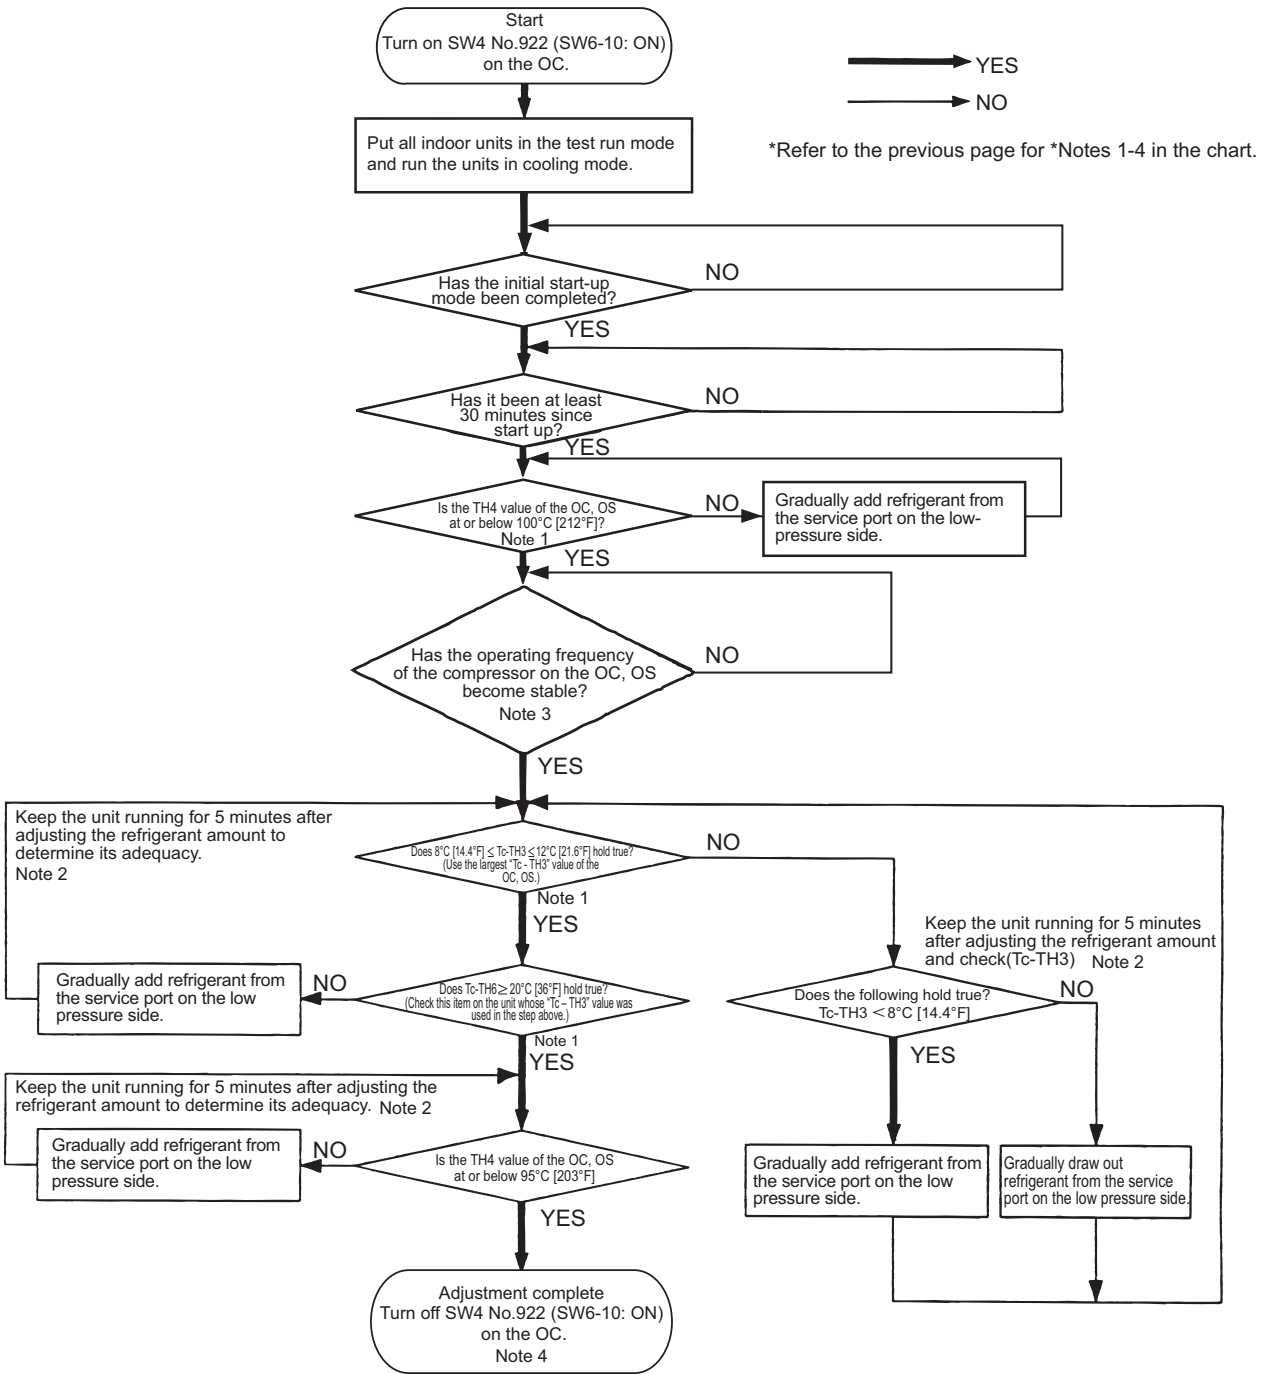 Start
Turn on SW4 No.922 (SW6-10: ON)
on the OC.
YES
NO
*Refer to the previous page for *Notes 1-4 in the chart.
Put all indoor units in the test run mode
and run the units in cooling mode.
Has the initial start-up
mode been completed?
NO
YES
Has it been at least
30 minutes since
start up?
NO
YES
Is the TH4 value of the OC, OS
at or below 100°C [212°F]?
Note 1
NO
Gradually add refrigerant from
the service port on the low-
pressure side.
YES
Has the operating frequency
of the compressor on the OC, OS
become stable?
Note 3
NO
YES
Keep the unit running for 5 minutes after
adjusting the refrigerant amount to
determine its adequacy.
Note 2
Does 8°C [14.4°F] ≤ Tc-TH3 ≤ 12°C [21.6°F] hold true?
(Use the largest “Tc - TH3” value of the
OC, OS.)
Note 1
NO
YES
Keep the unit running for 5 minutes
after adjusting the refrigerant amount
and check(Tc-TH3) Note 2
Gradually add refrigerant from
the service port on the low
pressure side.
NO
Does Tc-TH6 ≧ 20°C [36°F] hold true?
(Check this item on the unit whose “Tc – TH3” value was
used in the step above.)
Note 1
YES
Does the following hold true?
Tc-TH3 <8°C [14.4°F]
NO
YES
Keep the unit running for 5 minutes after adjusting the
refrigerant amount to determine its adequacy. Note 2
Gradually add refrigerant from
the service port on the low
pressure side.
NO
Is the TH4 value of the OC, OS
at or below 95°C [203°F]
YES
Gradually add refrigerant from
the service port on the low
pressure side.
Gradually draw out
refrigerant from the service
port on the low pressure side.
Adjustment complete
Turn off SW4 No.922 (SW6-10: ON)
on the OC.
Note 4